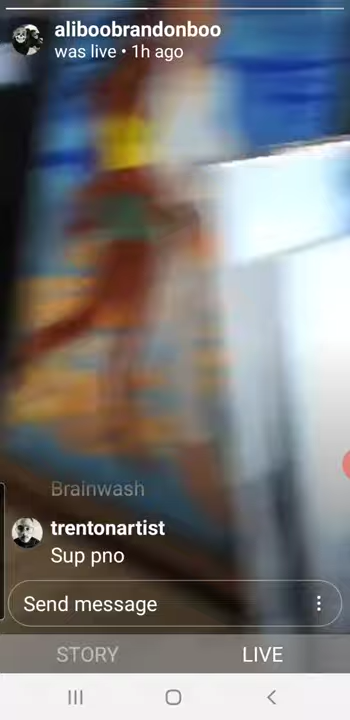 aliboobrandonboo
was live • 1h ago
Brainwash
trentonartist
Sup pno
Send message
STORY
LIVE